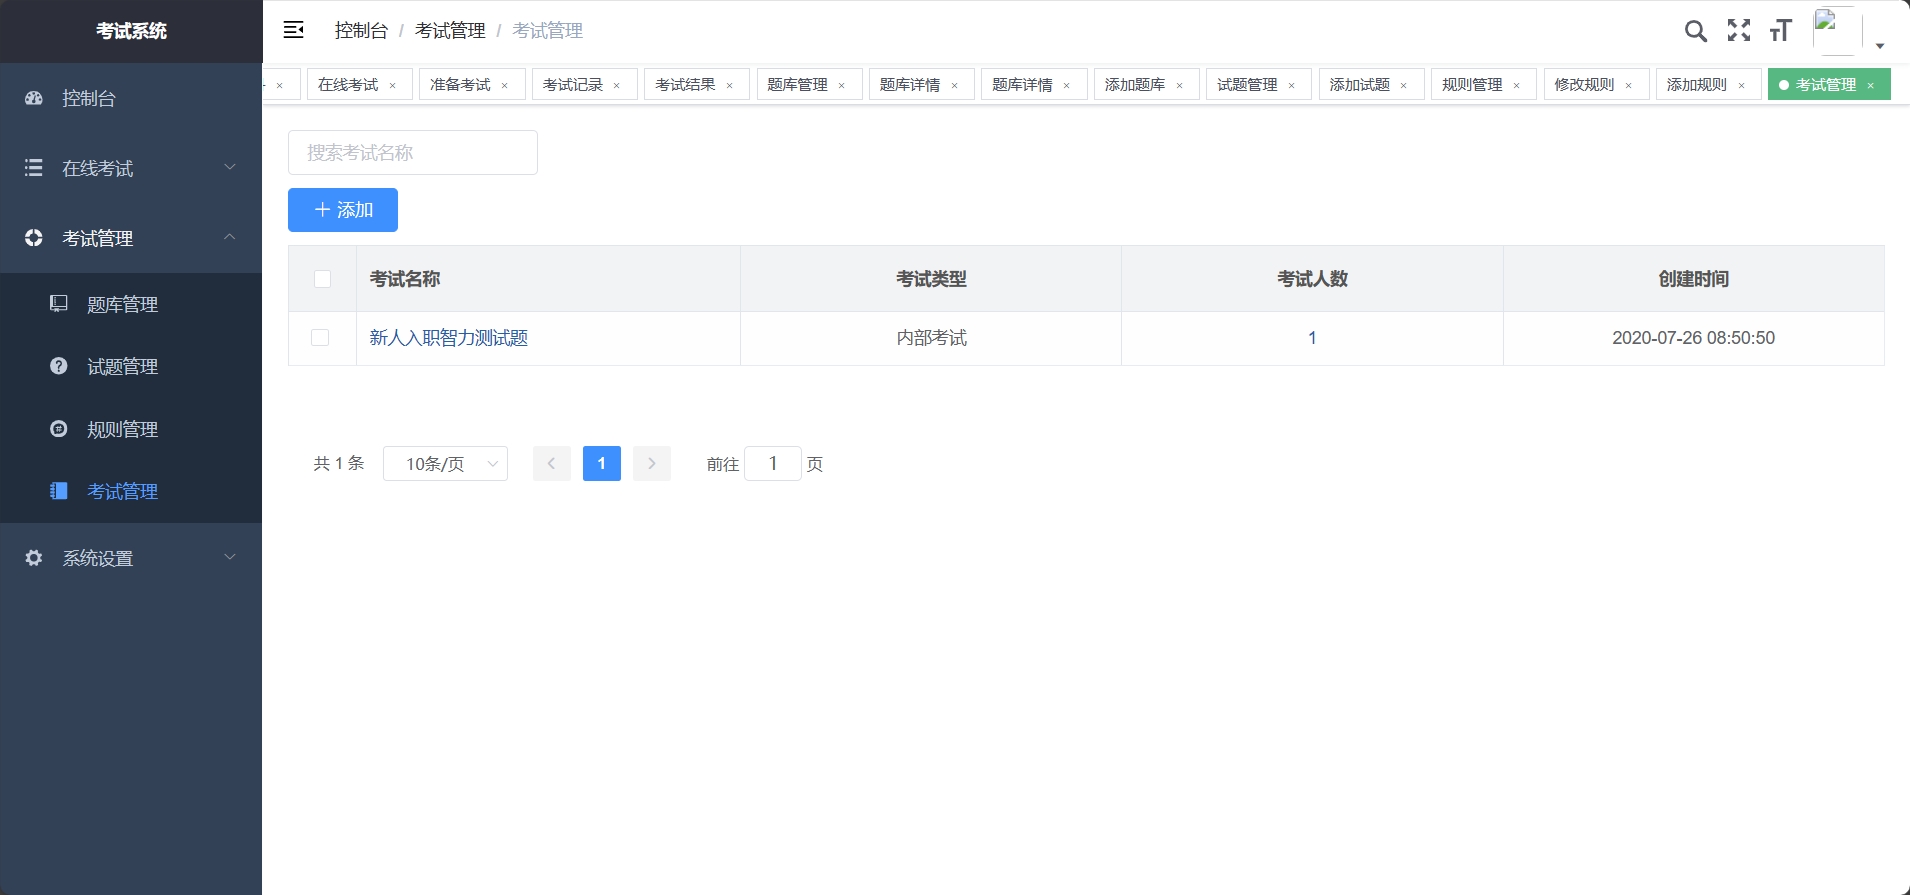 考试系统
控制台 / 考试管理 / 考试管理
在线考试 × 准备考试 × 考试记录 × 考试结果 × 题库管理 × 题库详情 × 题库详情 × 添加题库 × 试题管理 × 添加试题 × 规则管理 × 修改规则 × 添加规则 × 考试管理 ×
控制台
在线考试
考试管理
题库管理
试题管理
规则管理
考试管理
系统设置
搜索考试名称
添加
考试名称 考试类型 考试人数 创建时间
新人入职智力测试题 内部考试 1 2020-07-26 08:50:50
共 1 条 10条/页 < 1 > 前往 1 页